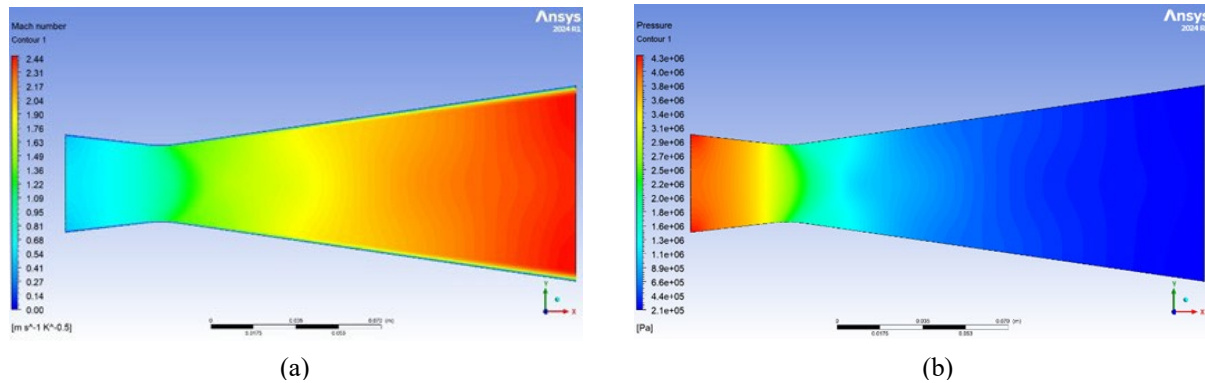 Ansys
2024 R1
Mach number
Contour 1
2.44
2.31
2.17
2.04
1.90
1.76
1.63
1.49
1.36
1.22
1.09
0.95
0.81
0.68
0.54
0.41
0.27
0.14
0.00
[m s^-1 K^-0.5]
0 0.035 0.070 (m)
0.0175 0.053
Y
X
(a)
Ansys
2024 R1
Pressure
Contour 1
4.3e+06
4.0e+06
3.8e+06
3.6e+06
3.4e+06
3.1e+06
2.9e+06
2.7e+06
2.5e+06
2.2e+06
2.0e+06
1.8e+06
1.6e+06
1.3e+06
1.1e+06
8.9e+05
6.6e+05
4.4e+05
2.1e+05
[Pa]
0 0.035 0.070 (m)
0.0175 0.053
Y
X
(b)